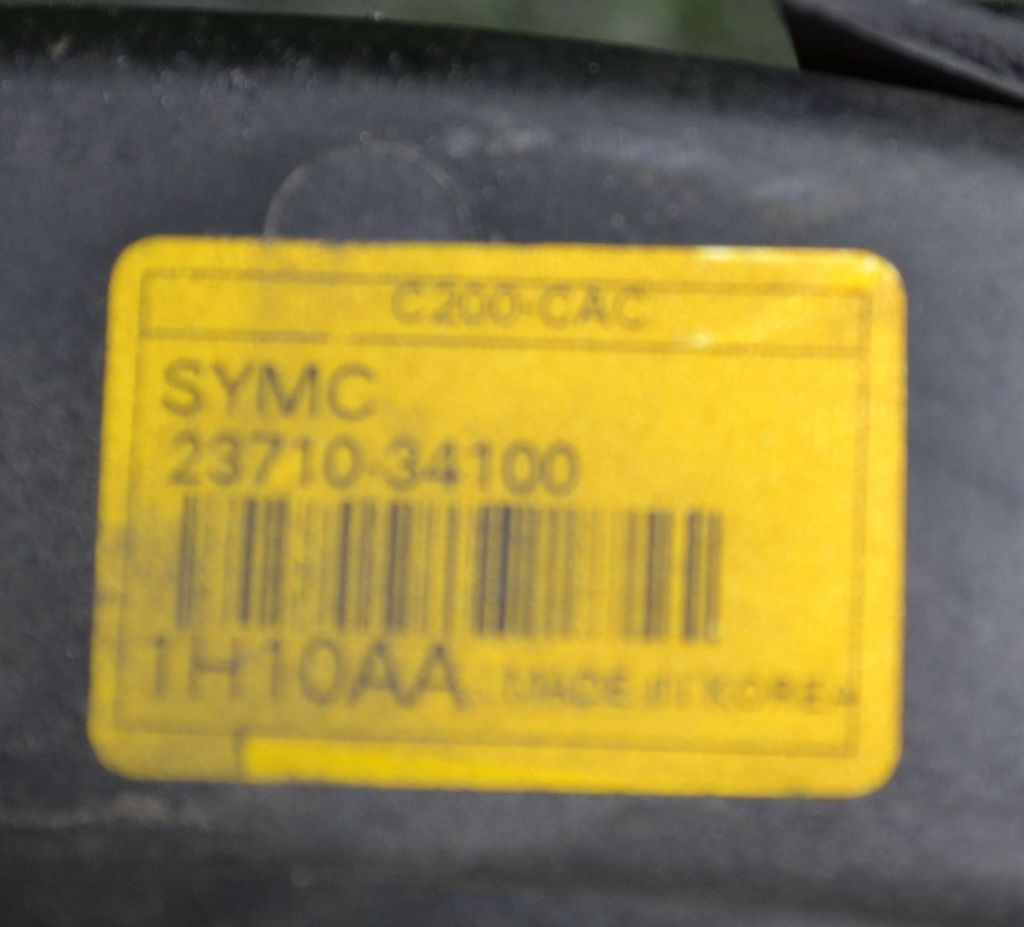 C200-CAC
SYMC
23710-34100
1H10AA MADE IN KOREA